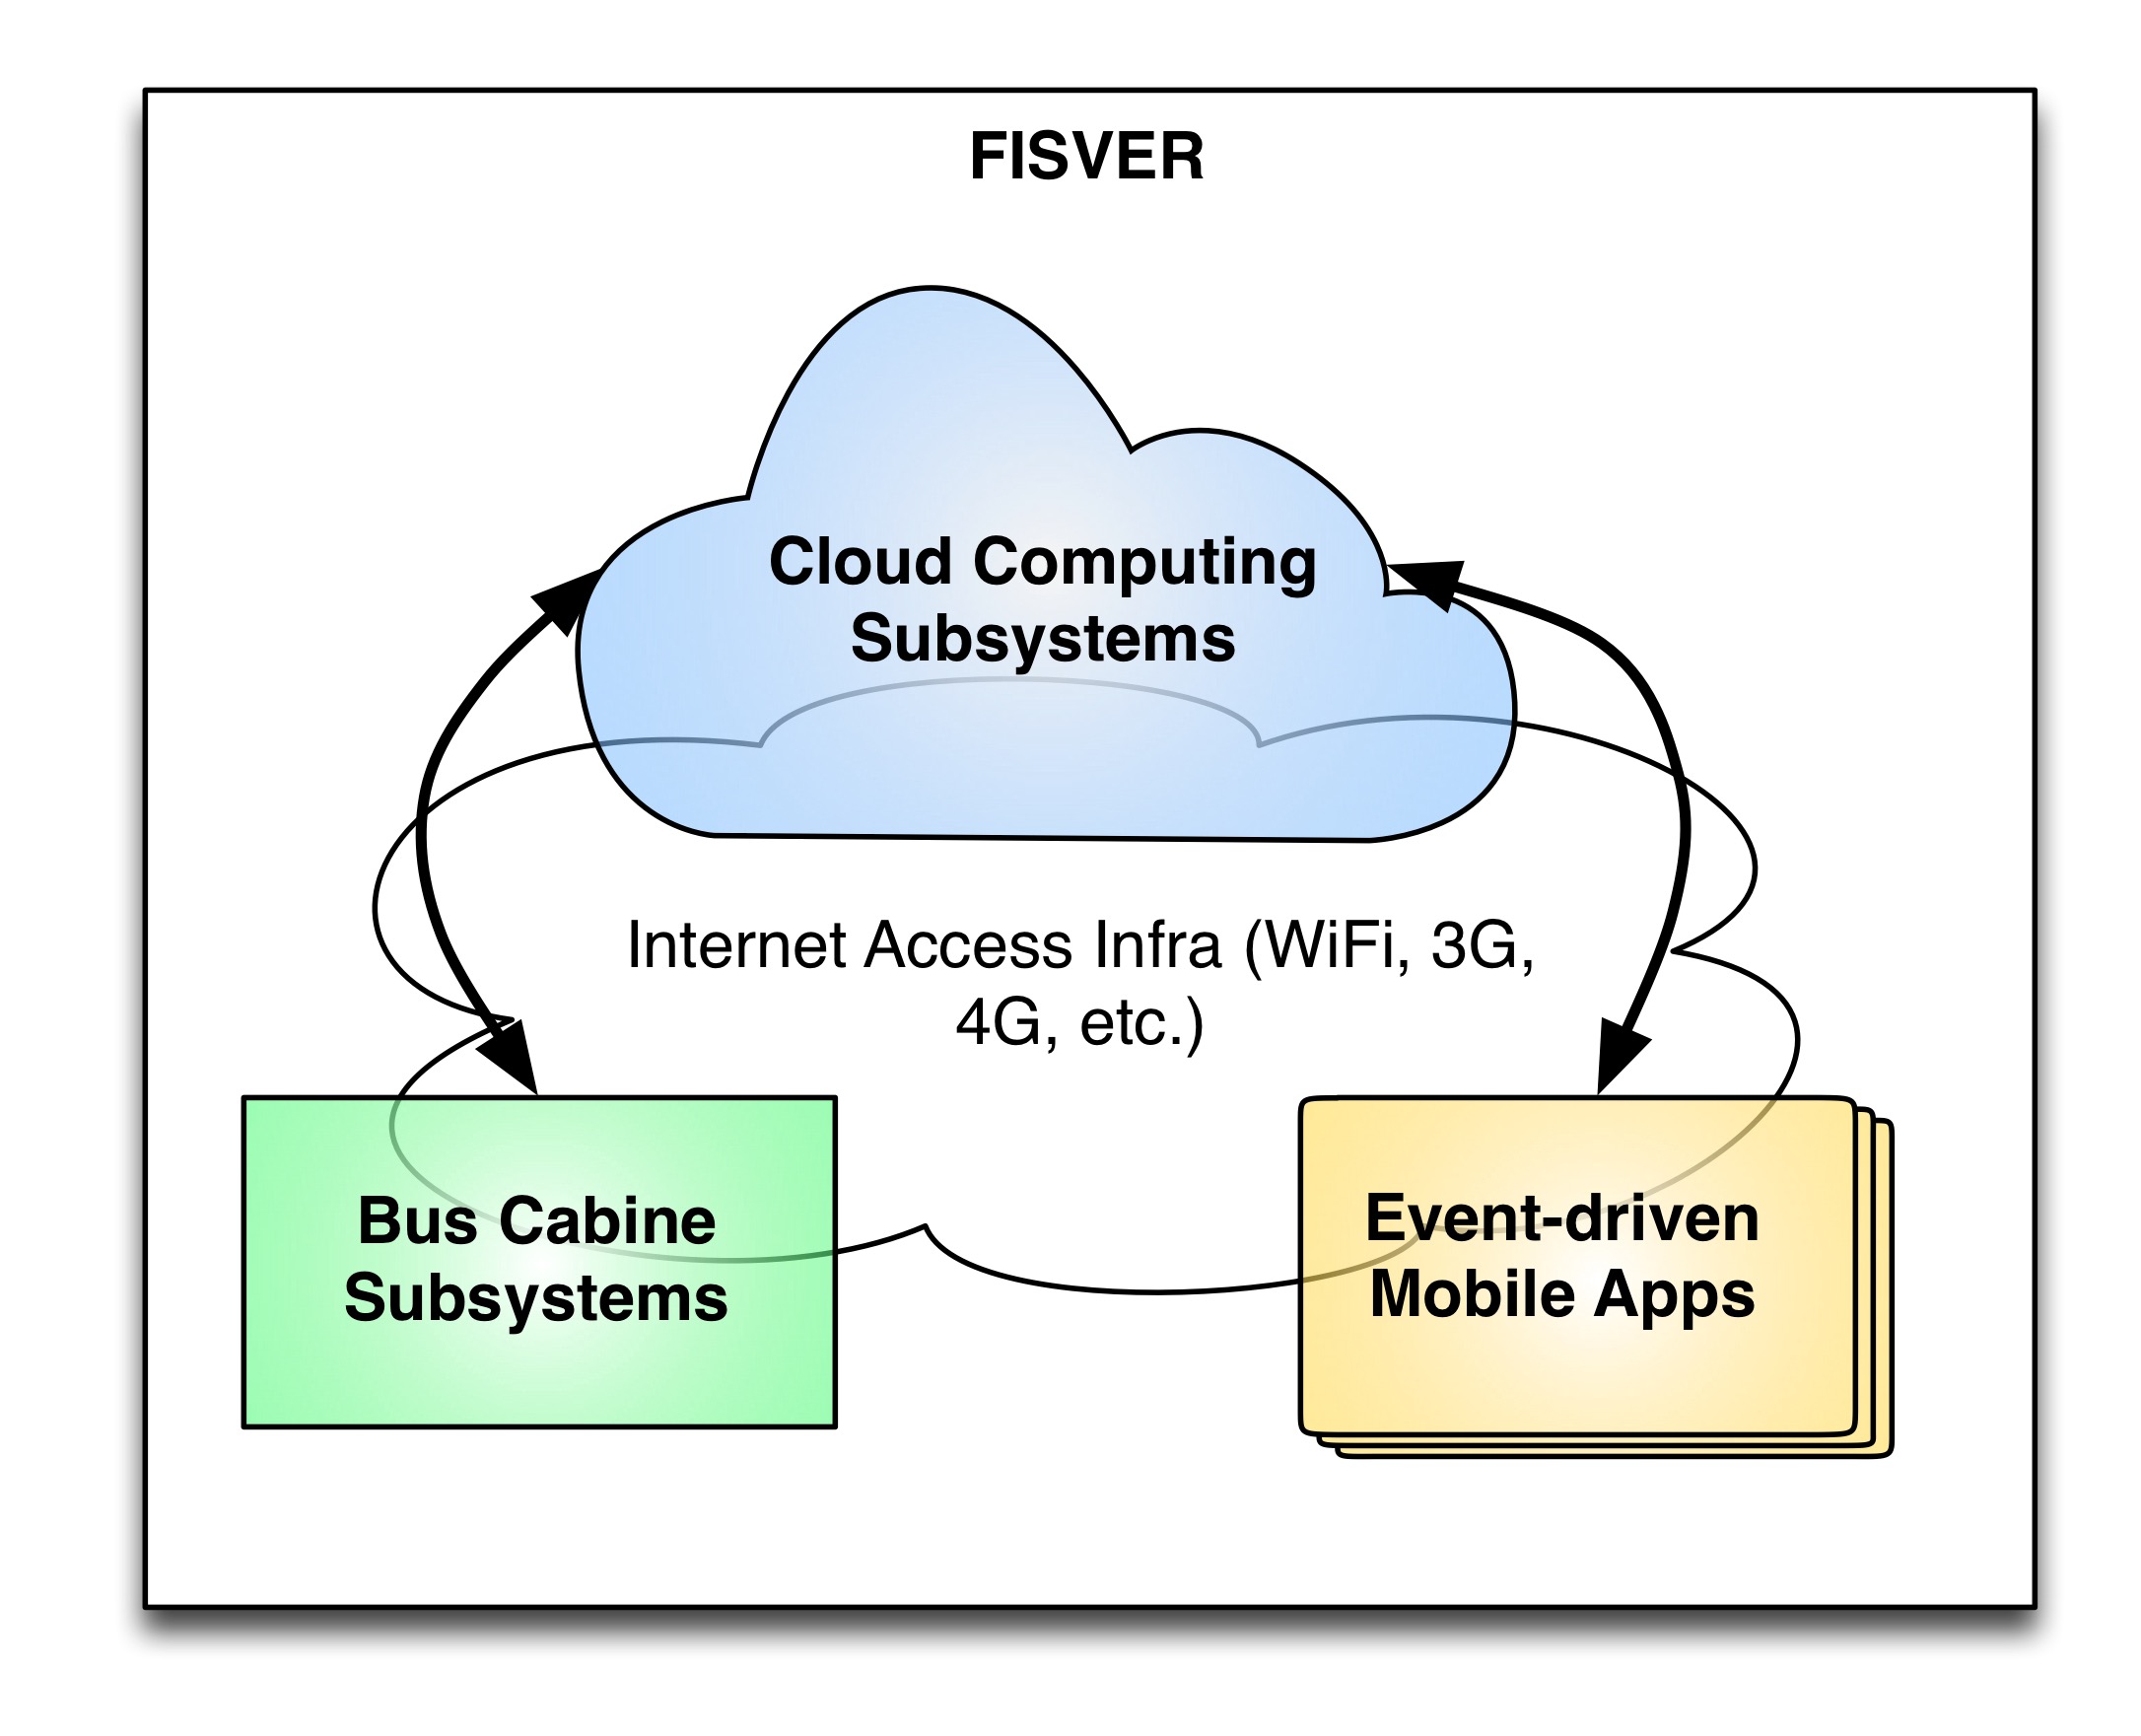 FISVER
Cloud Computing
Subsystems
Internet Access Infra (WiFi, 3G,
4G, etc.)
Bus Cabine
Subsystems
Event-driven
Mobile Apps